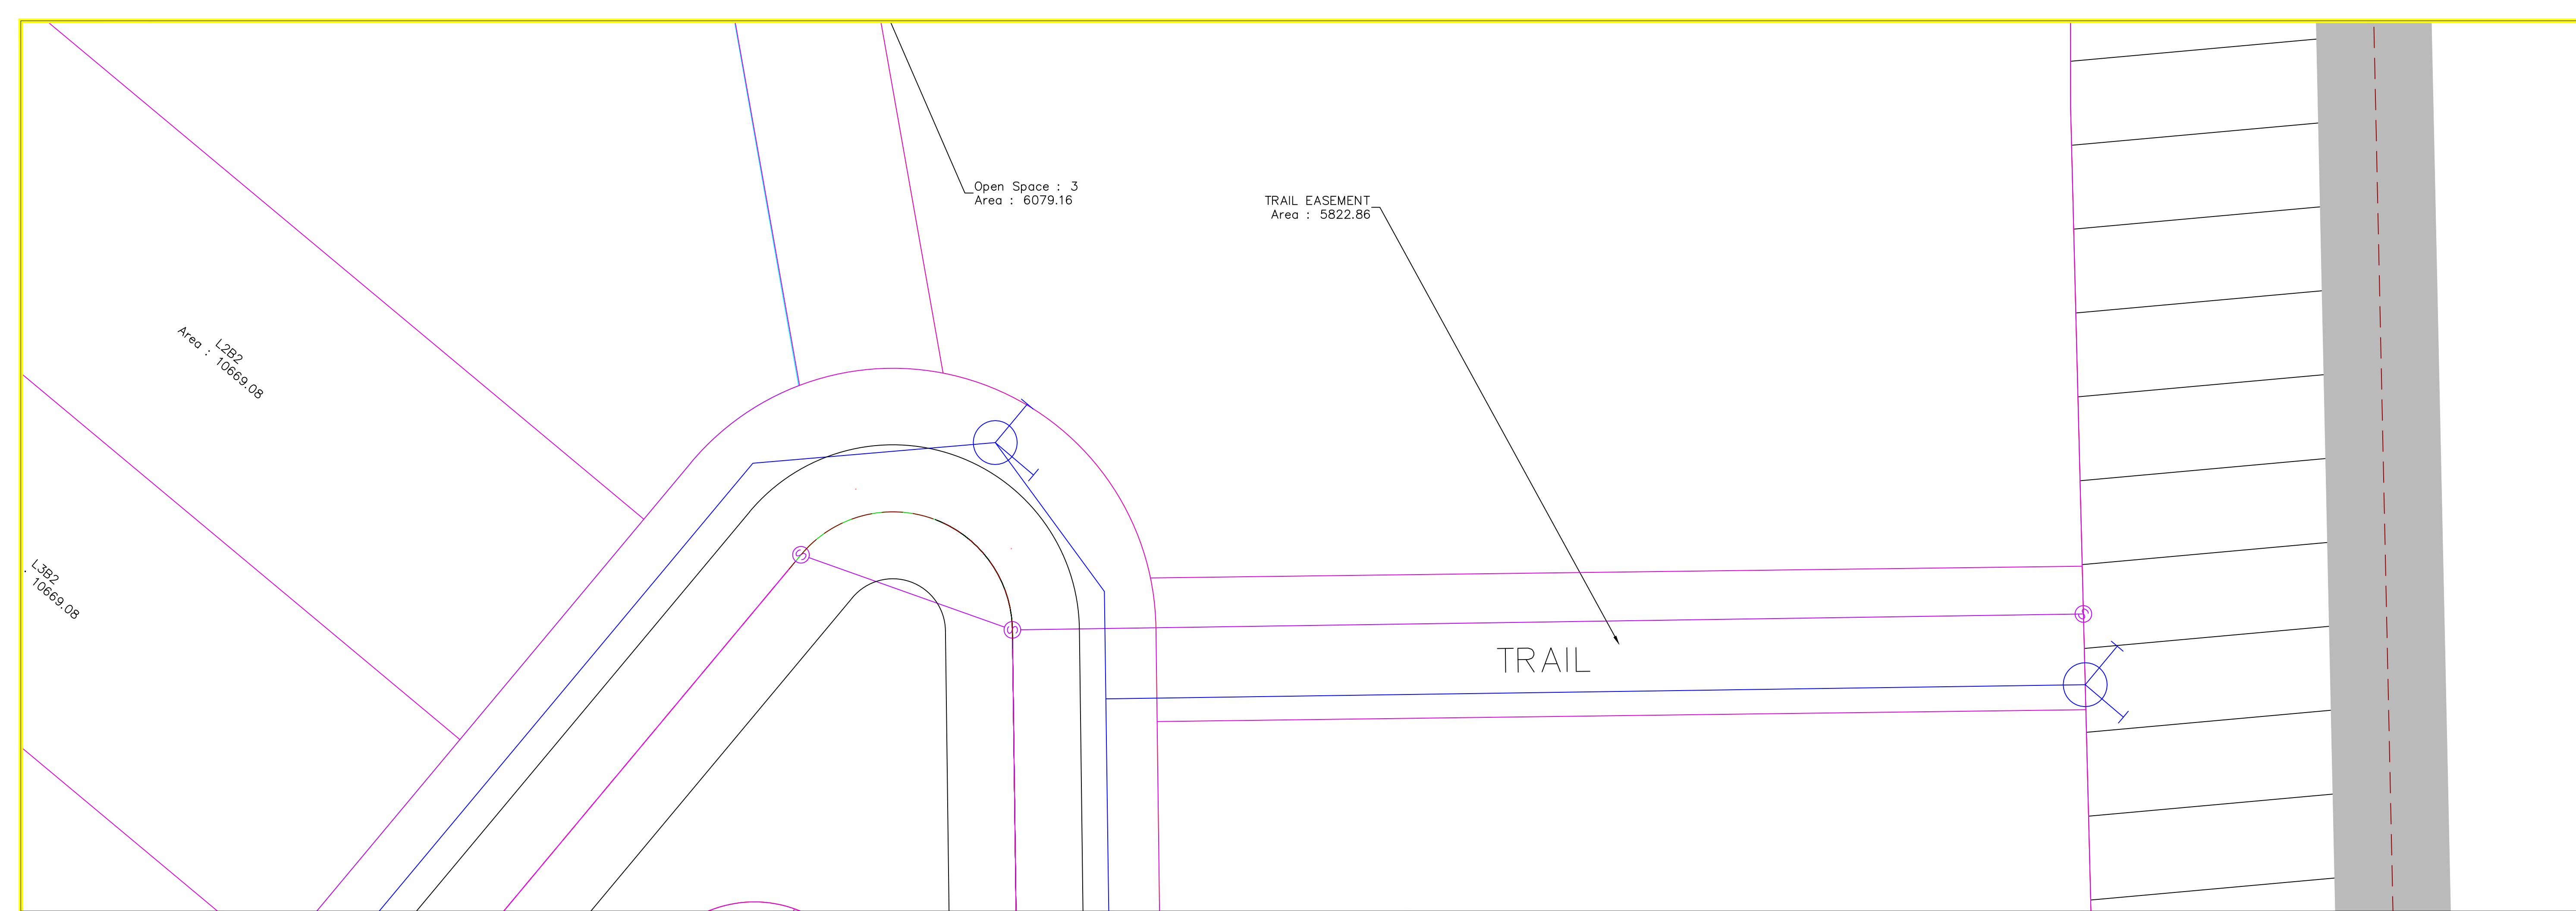 Open Space : 3
Area : 6079.16
TRAIL EASEMENT
Area : 5822.86
L2B2
Area : 10669.08
L3B2
: 10669.08
TRAIL
S
S
S